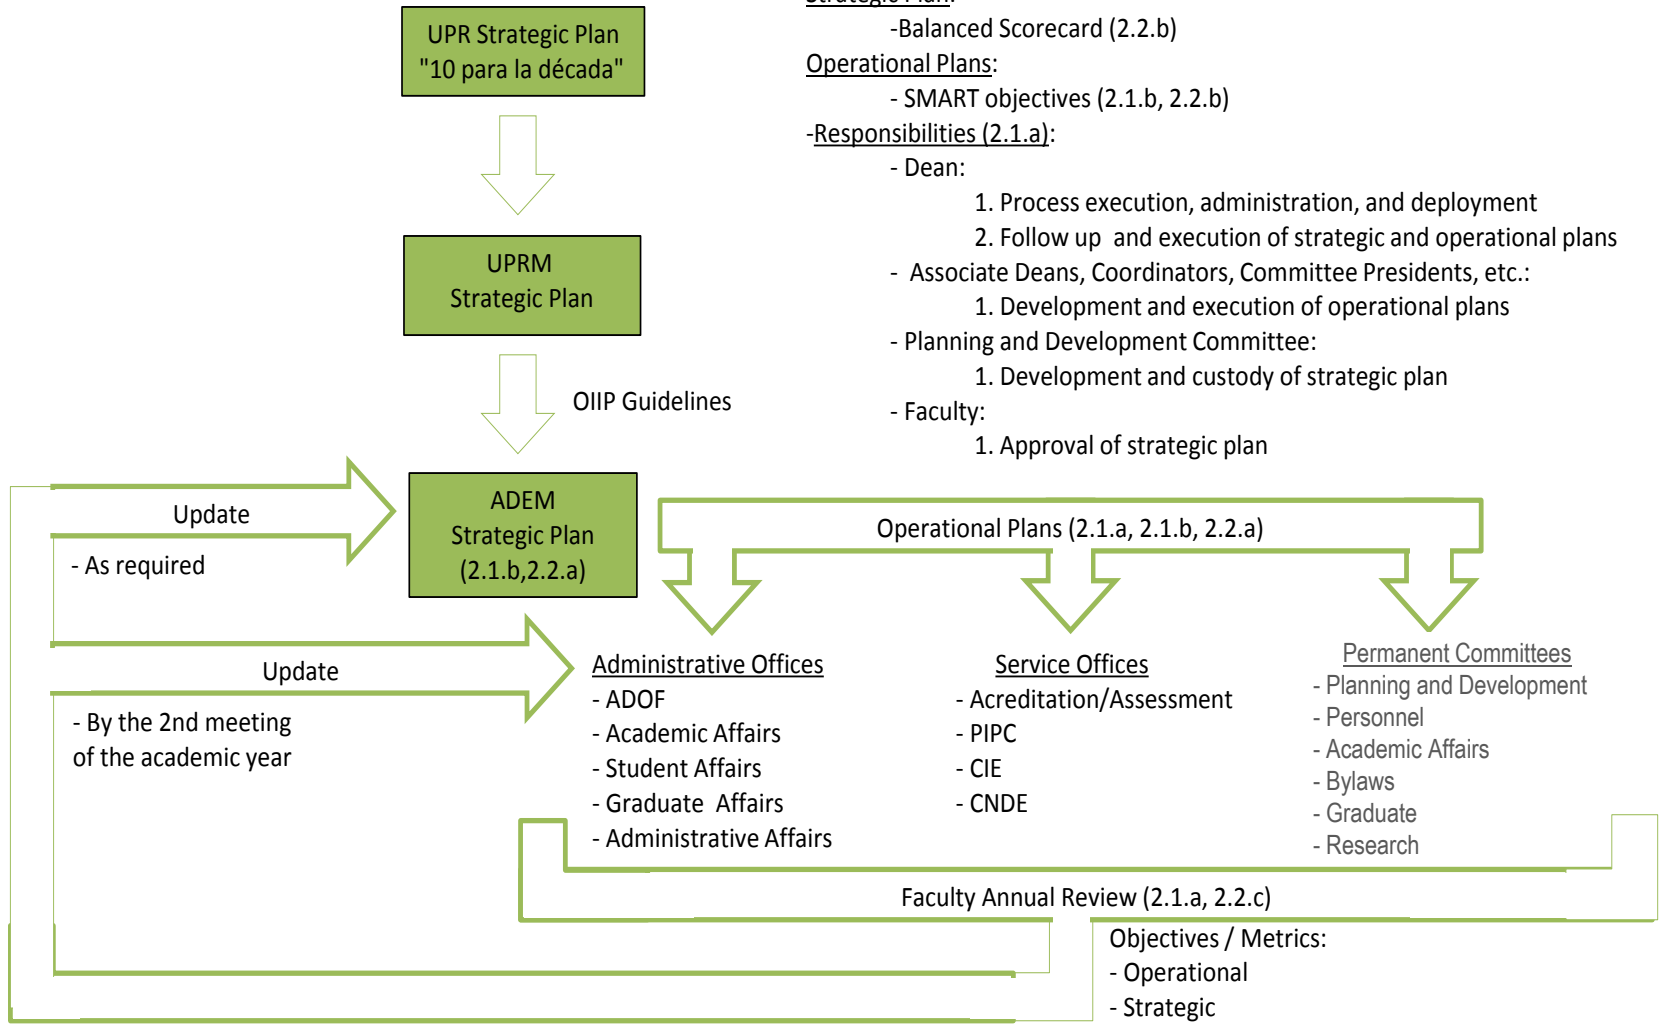 UPR Strategic Plan
"10 para la década"
UPRM
Strategic Plan
OIIP Guidelines
ADEM
Strategic Plan
(2.1.b,2.2.a)
Strategic Plan:
-Balanced Scorecard (2.2.b)
Operational Plans:
- SMART objectives (2.1.b, 2.2.b)
-Responsibilities (2.1.a):
- Dean:
1. Process execution, administration, and deployment
2. Follow up and execution of strategic and operational plans
- Associate Deans, Coordinators, Committee Presidents, etc.:
1. Development and execution of operational plans
- Planning and Development Committee:
1. Development and custody of strategic plan
- Faculty:
1. Approval of strategic plan
Update
- As required
Operational Plans (2.1.a, 2.1.b, 2.2.a)
Update
- By the 2nd meeting
of the academic year
Administrative Offices
- ADOF
- Academic Affairs
- Student Affairs
- Graduate Affairs
- Administrative Affairs
Service Offices
- Acreditation/Assessment
- PIPC
- CIE
- CNDE
Permanent Committees
- Planning and Development
- Personnel
- Academic Affairs
- Bylaws
- Graduate
- Research
Faculty Annual Review (2.1.a, 2.2.c)
Objectives / Metrics:
- Operational
- Strategic